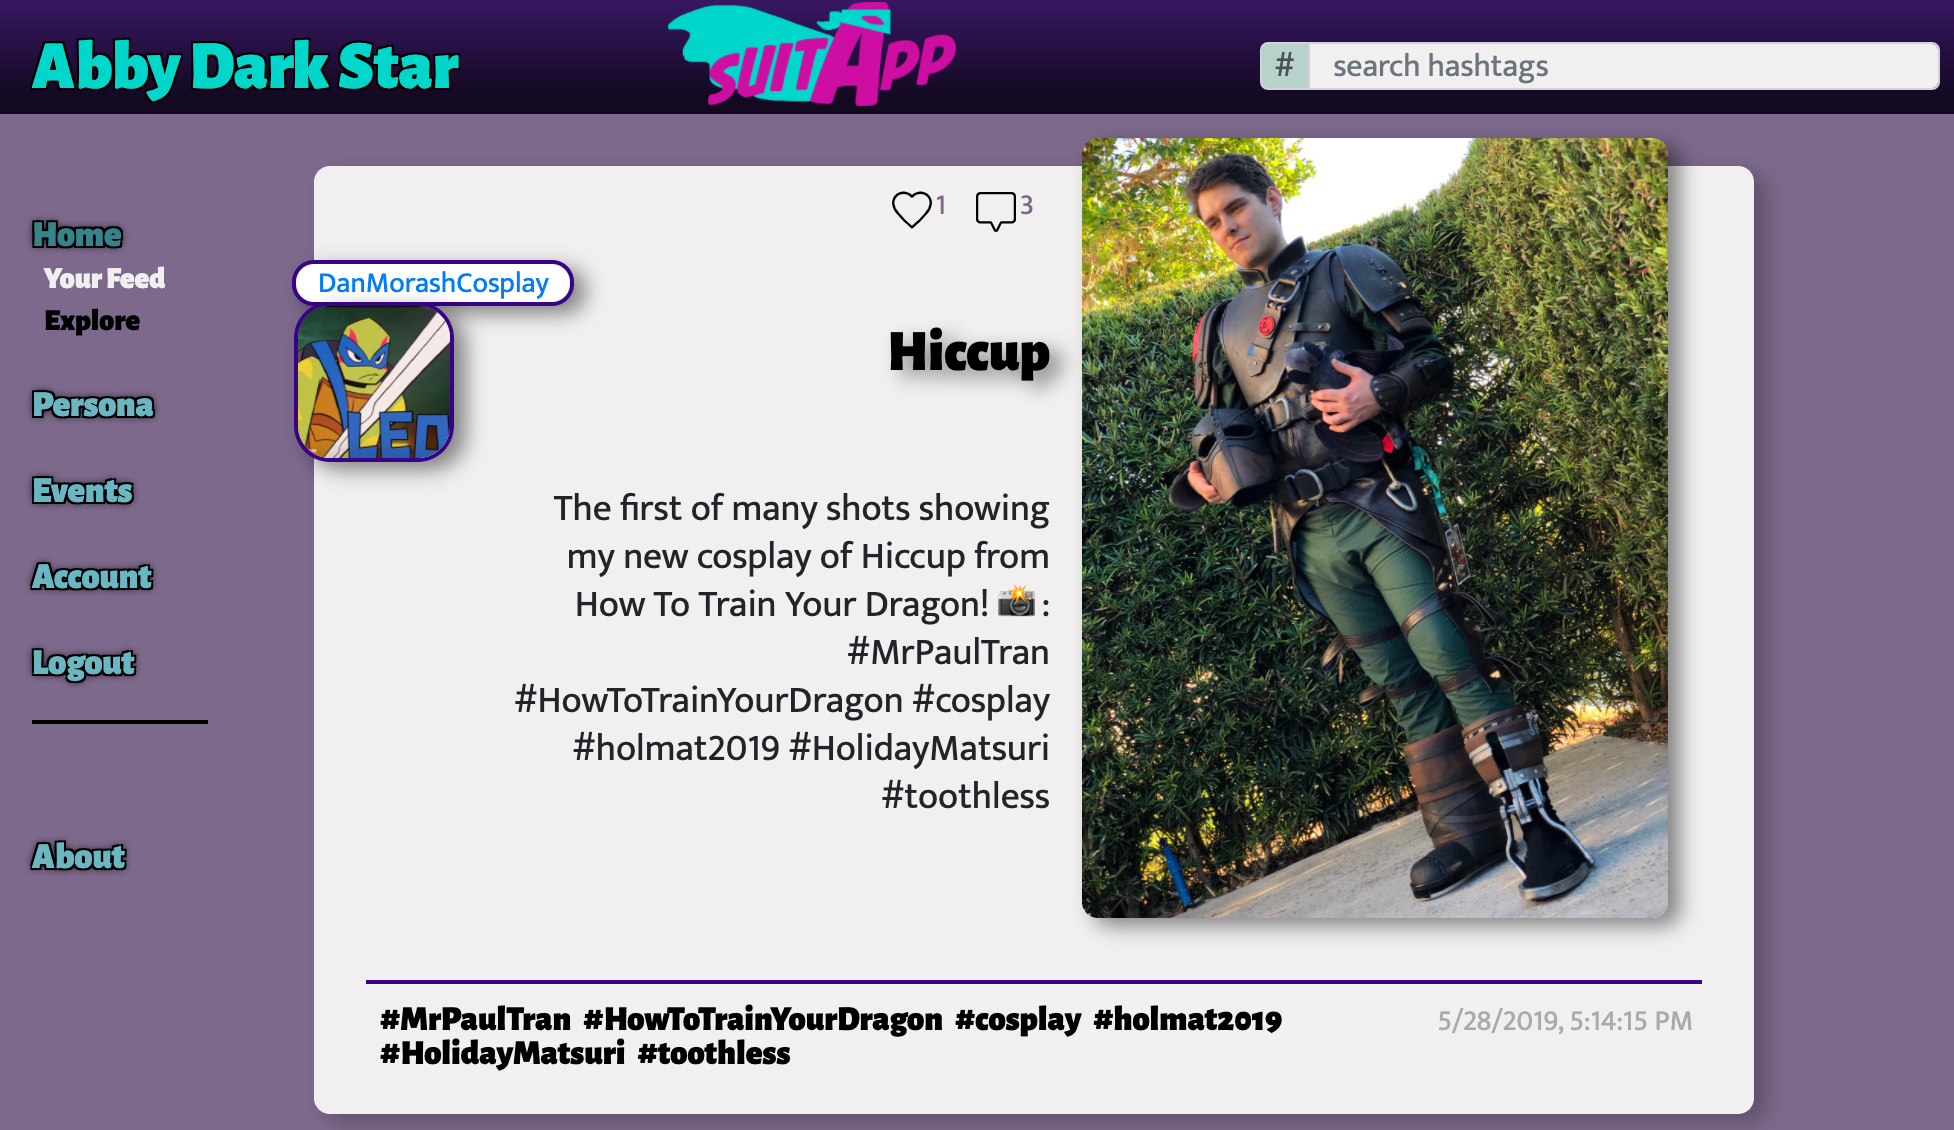 Abby Dark Star
SUITAPP
# search hashtags
Home
Your Feed
Explore
Persona
Events
Account
Logout
About
1 3
DanMorashCosplay
LEO
Hiccup
The first of many shots showing
my new cosplay of Hiccup from
How To Train Your Dragon! 📸 :
#MrPaulTran
#HowToTrainYourDragon #cosplay
#holmat2019 #HolidayMatsuri
#toothless
#MrPaulTran #HowToTrainYourDragon #cosplay #holmat2019
#HolidayMatsuri #toothless
5/28/2019, 5:14:15 PM